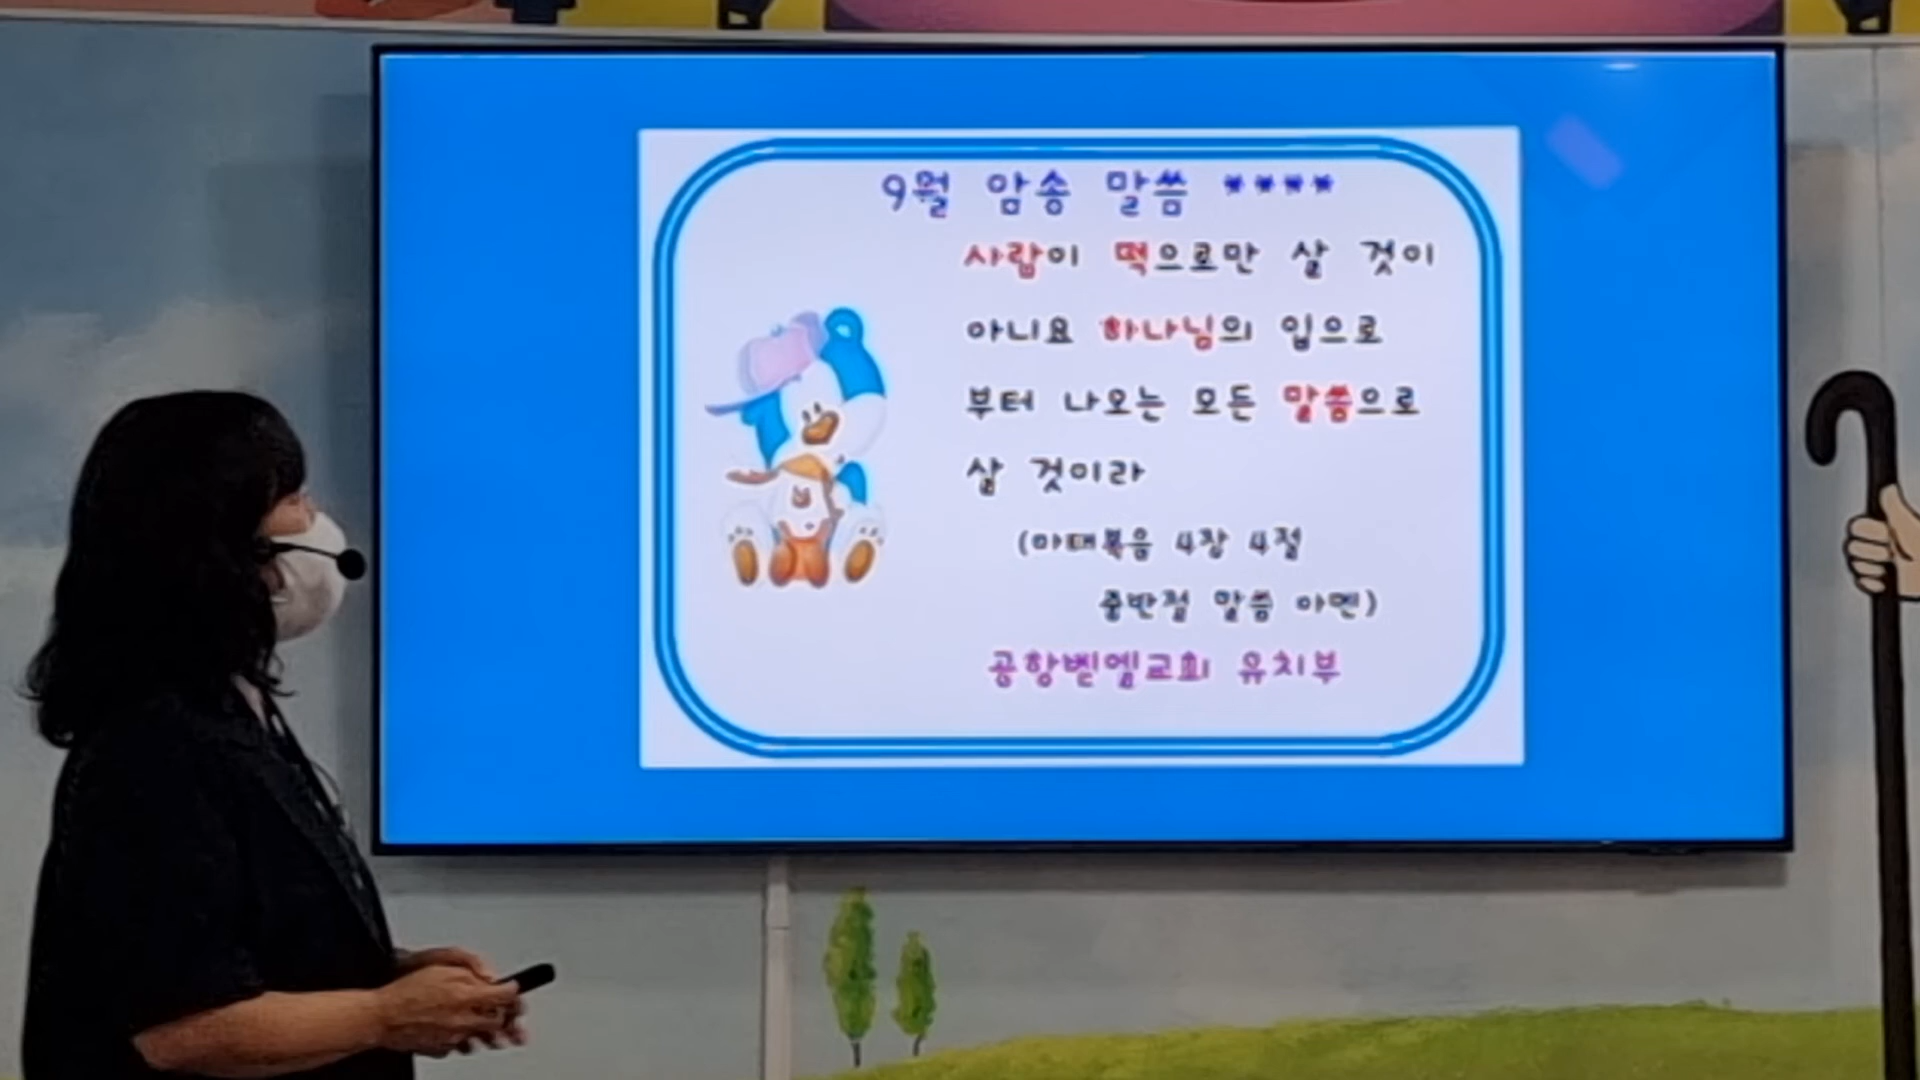 9월 암송 말씀 ****
사람이 떡으로만 살 것이
아니요 하나님의 입으로
부터 나오는 모든 말씀으로
살 것이라
(마태복음 4장 4절
중반절 말씀 아멘)
공항벧엘교회 유치부